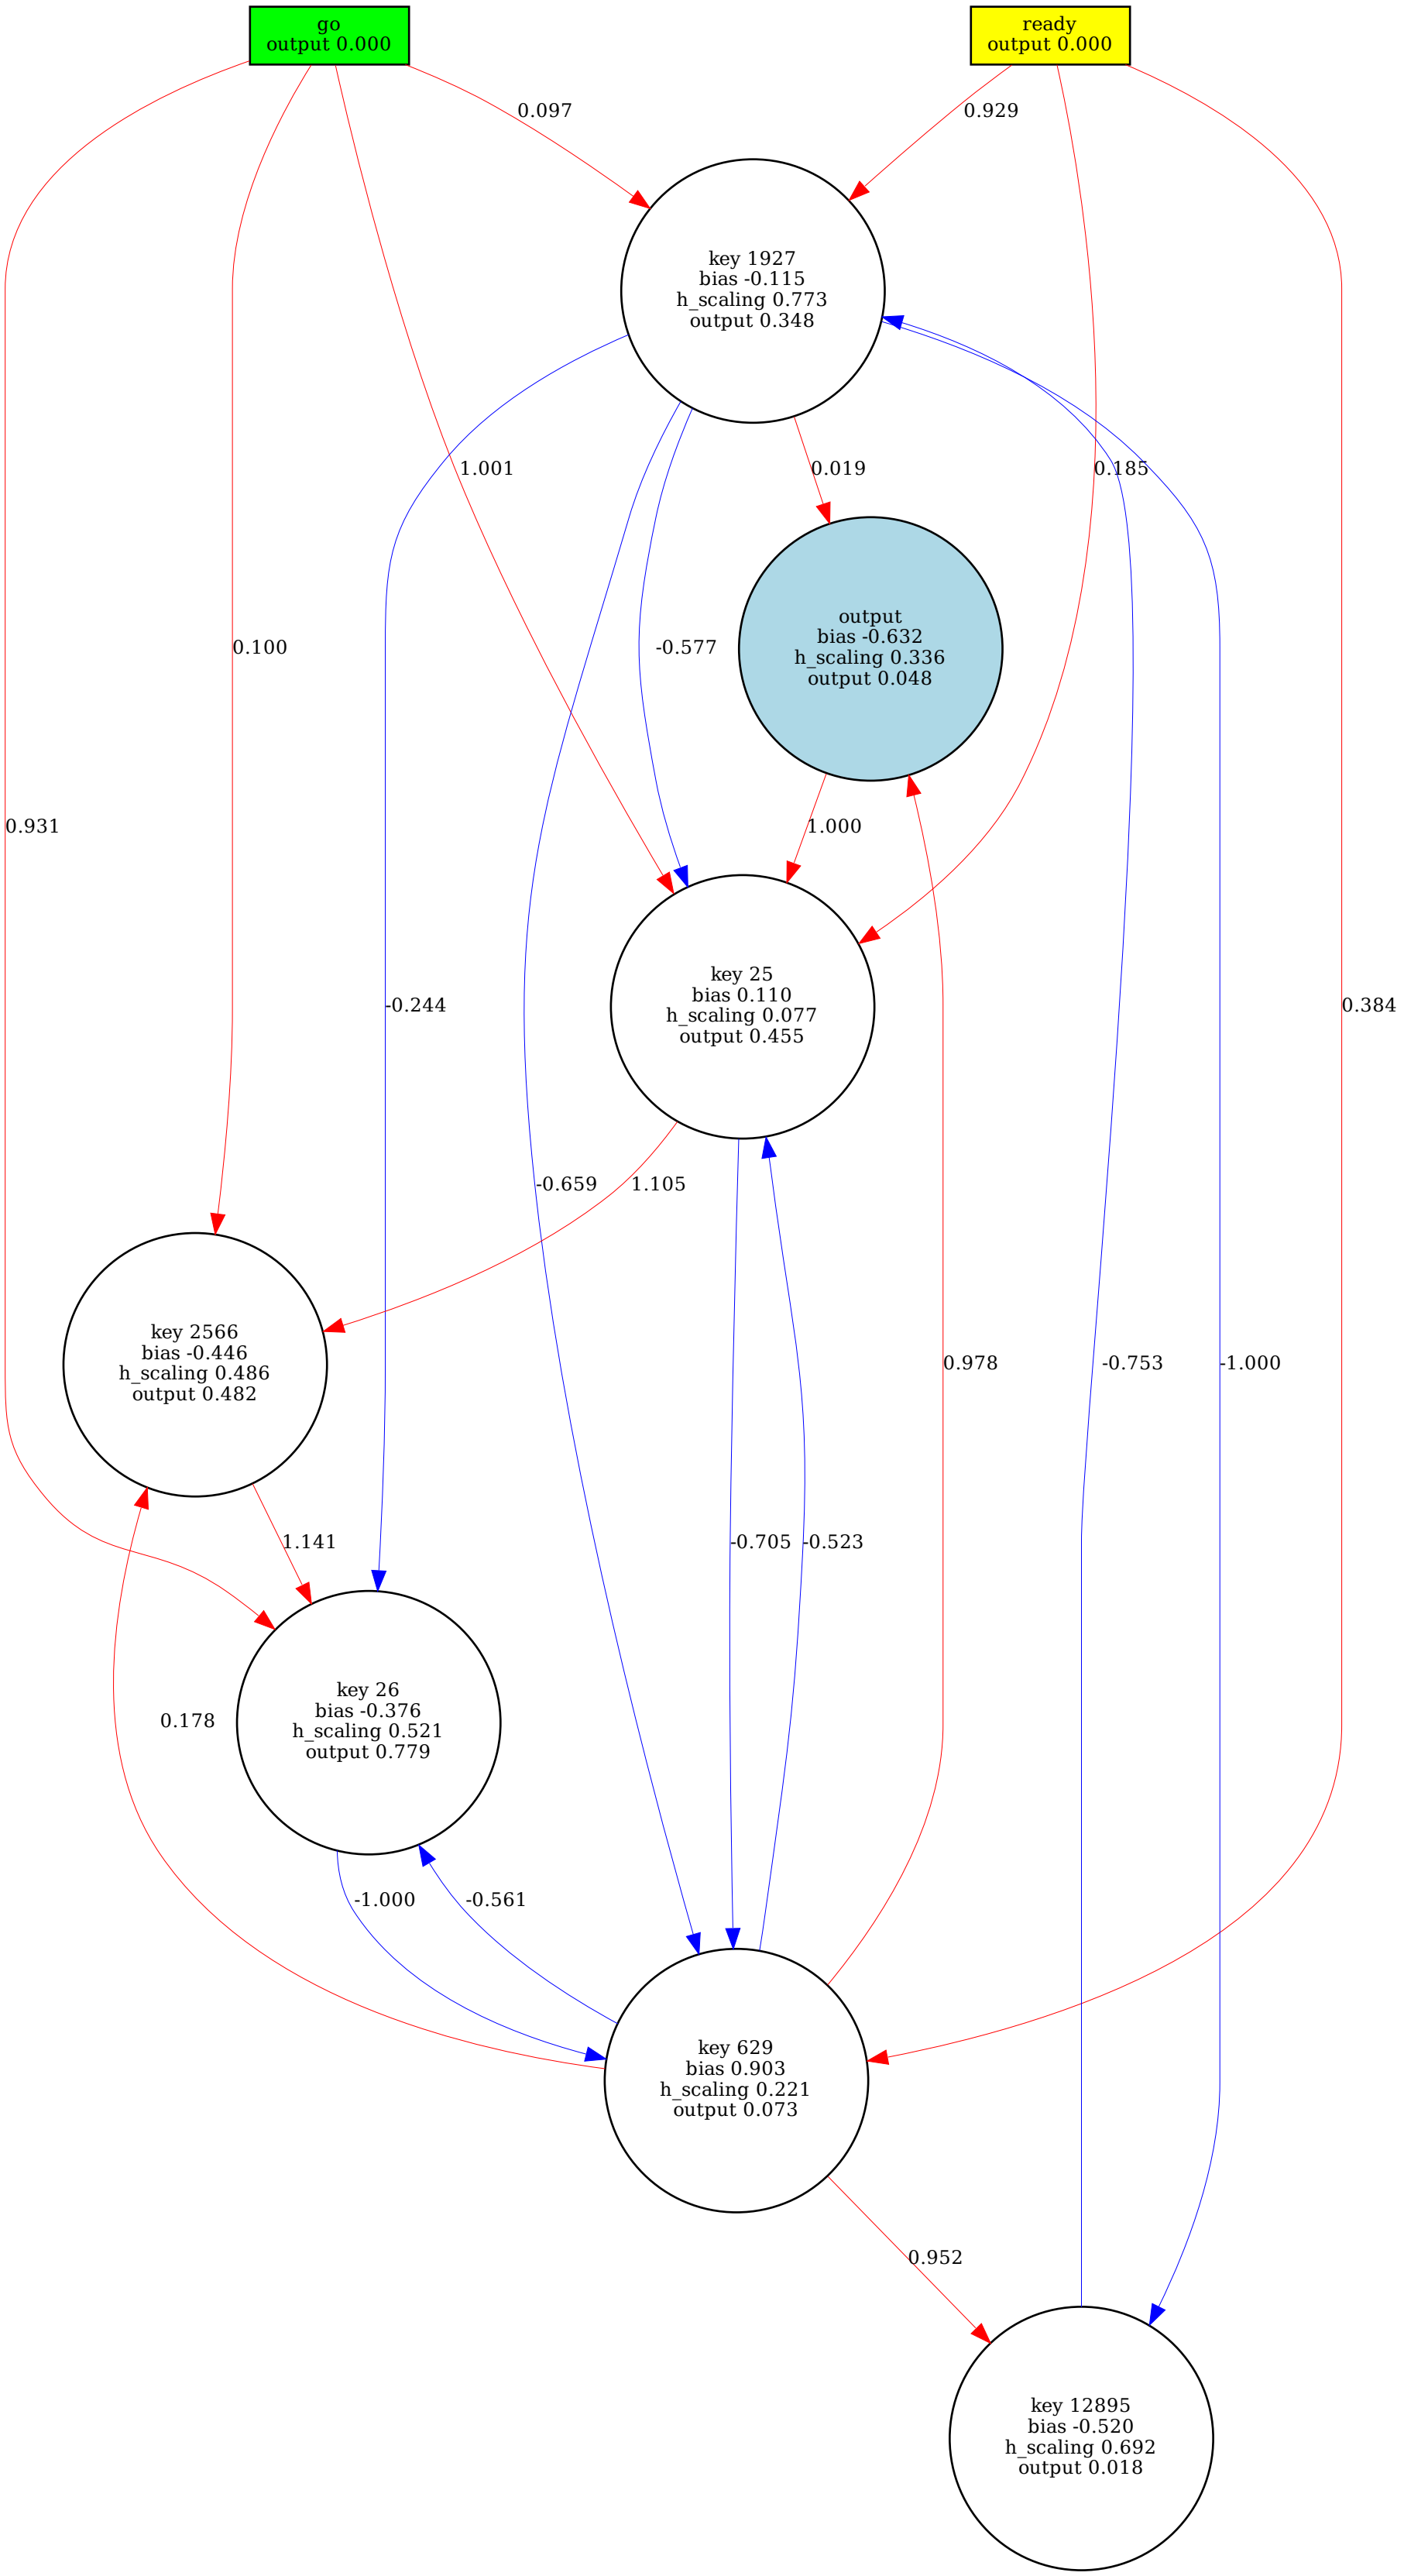 go
output 0.000
ready
output 0.000
0.097
0.929
key 1927
bias -0.115
h_scaling 0.773
output 0.348
1.001
0.019
0.185
0.100
-0.577
output
bias -0.632
h_scaling 0.336
output 0.048
0.931
1.000
-0.244
key 25
bias 0.110
h_scaling 0.077
output 0.455
0.384
-0.659
1.105
key 2566
bias -0.446
h_scaling 0.486
output 0.482
0.978
-0.753
-1.000
1.141
-0.705
-0.523
0.178
key 26
bias -0.376
h_scaling 0.521
output 0.779
-1.000
-0.561
key 629
bias 0.903
h_scaling 0.221
output 0.073
0.952
key 12895
bias -0.520
h_scaling 0.692
output 0.018